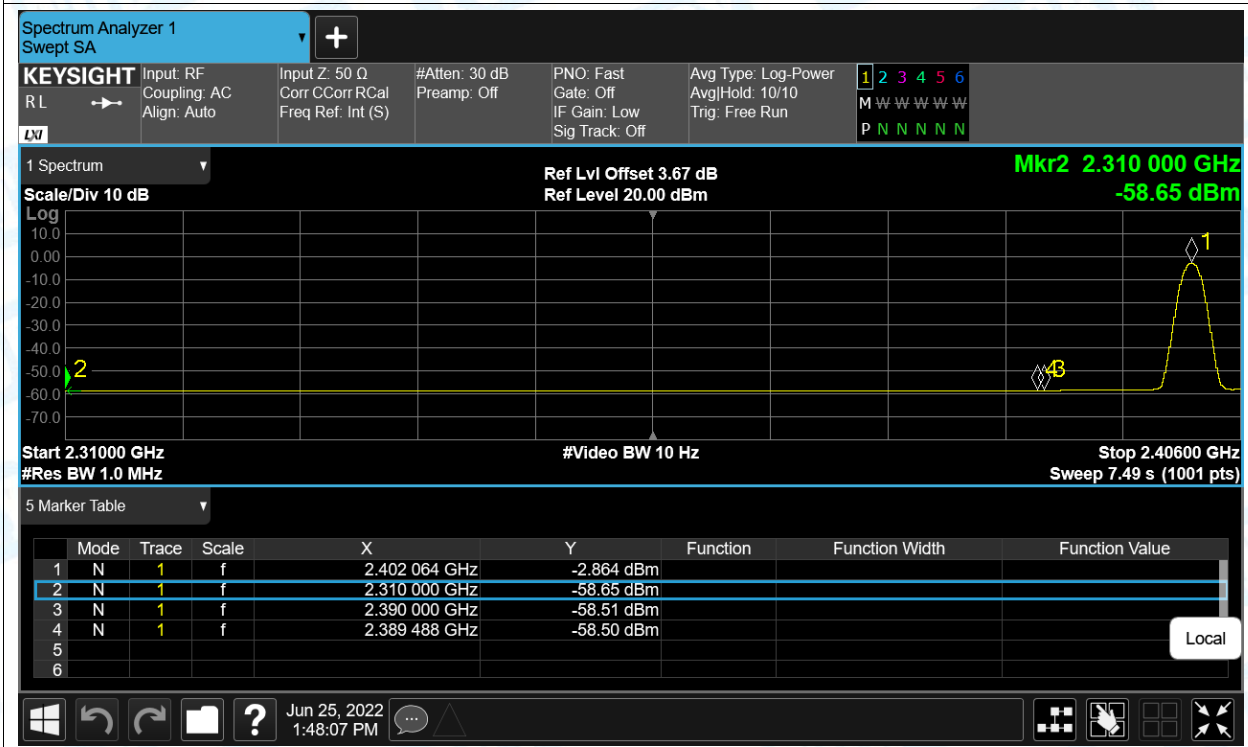 Spectrum Analyzer 1
Swept SA
KEYSIGHT
RL
LXI
Input: RF
Coupling: AC
Align: Auto
Input Z: 50 Ω
Corr CCorr RCal
Freq Ref: Int (S)
#Atten: 30 dB
Preamp: Off
PNO: Fast
Gate: Off
IF Gain: Low
Sig Track: Off
Avg Type: Log-Power
Avg|Hold: 10/10
Trig: Free Run
1 2 3 4 5 6
M W W W W W
P N N N N N
1 Spectrum
Scale/Div 10 dB
Ref Lvl Offset 3.67 dB
Ref Level 20.00 dBm
Mkr2 2.310 000 GHz
-58.65 dBm
Log
10.0
0.00
-10.0
-20.0
-30.0
-40.0
-50.0
-60.0
-70.0
1
2
4 3
Start 2.31000 GHz
#Res BW 1.0 MHz
#Video BW 10 Hz
Stop 2.40600 GHz
Sweep 7.49 s (1001 pts)
5 Marker Table
Mode Trace Scale X Y Function Function Width Function Value
1 N 1 f 2.402 064 GHz -2.864 dBm
2 N 1 f 2.310 000 GHz -58.65 dBm
3 N 1 f 2.390 000 GHz -58.51 dBm
4 N 1 f 2.389 488 GHz -58.50 dBm
5
6
Local
?
Jun 25, 2022
1:48:07 PM